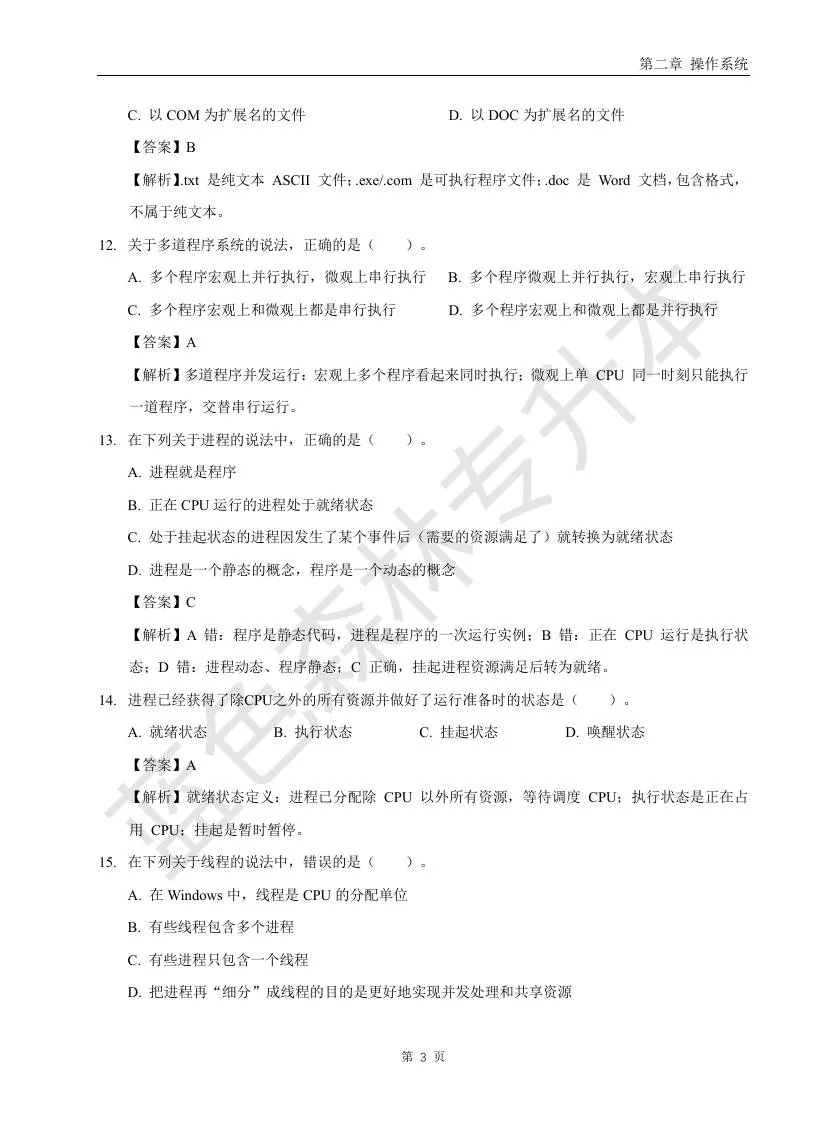 第二章 操作系统
C. 以 COM 为扩展名的文件 D. 以 DOC 为扩展名的文件
【答案】B
【解析】.txt 是纯文本 ASCII 文件；.exe/.com 是可执行程序文件；.doc 是 Word 文档，包含格式，
不属于纯文本。
12. 关于多道程序系统的说法，正确的是（　　）。
A. 多个程序宏观上并行执行，微观上串行执行 B. 多个程序微观上并行执行，宏观上串行执行
C. 多个程序宏观上和微观上都是串行执行 D. 多个程序宏观上和微观上都是并行执行
【答案】A
【解析】多道程序并发运行：宏观上多个程序看起来同时执行；微观上单 CPU 同一时刻只能执行
一道程序，交替串行运行。
13. 在下列关于进程的说法中，正确的是（　　）。
A. 进程就是程序
B. 正在 CPU 运行的进程处于就绪状态
C. 处于挂起状态的进程因发生了某个事件后（需要的资源满足了）就转换为就绪状态
D. 进程是一个静态的概念，程序是一个动态的概念
【答案】C
【解析】A 错：程序是静态代码，进程是程序的一次运行实例；B 错：正在 CPU 运行是执行状
态；D 错：进程动态、程序静态；C 正确，挂起进程资源满足后转为就绪。
14. 进程已经获得了除CPU之外的所有资源并做好了运行准备时的状态是（　　）。
A. 就绪状态 B. 执行状态 C. 挂起状态 D. 唤醒状态
【答案】A
【解析】就绪状态定义：进程已分配除 CPU 以外所有资源，等待调度 CPU；执行状态是正在占
用 CPU；挂起是暂时暂停。
15. 在下列关于线程的说法中，错误的是（　　）。
A. 在 Windows 中，线程是 CPU 的分配单位
B. 有些线程包含多个进程
C. 有些进程只包含一个线程
D. 把进程再“细分”成线程的目的是更好地实现并发处理和共享资源
第 3 页
蓝色森林专升本